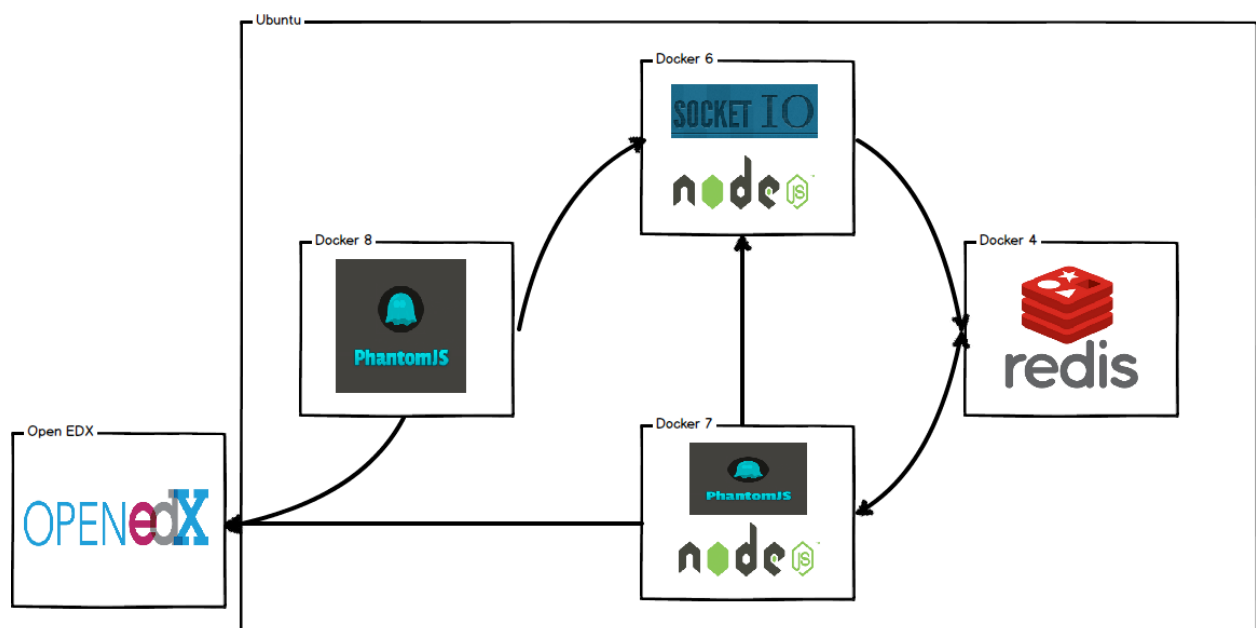 Ubuntu
Docker 6
SOCKET IO
node JS
Docker 8
PhantomJS
Docker 4
redis
Open EDX
OPENedX
Docker 7
PhantomJS
node JS